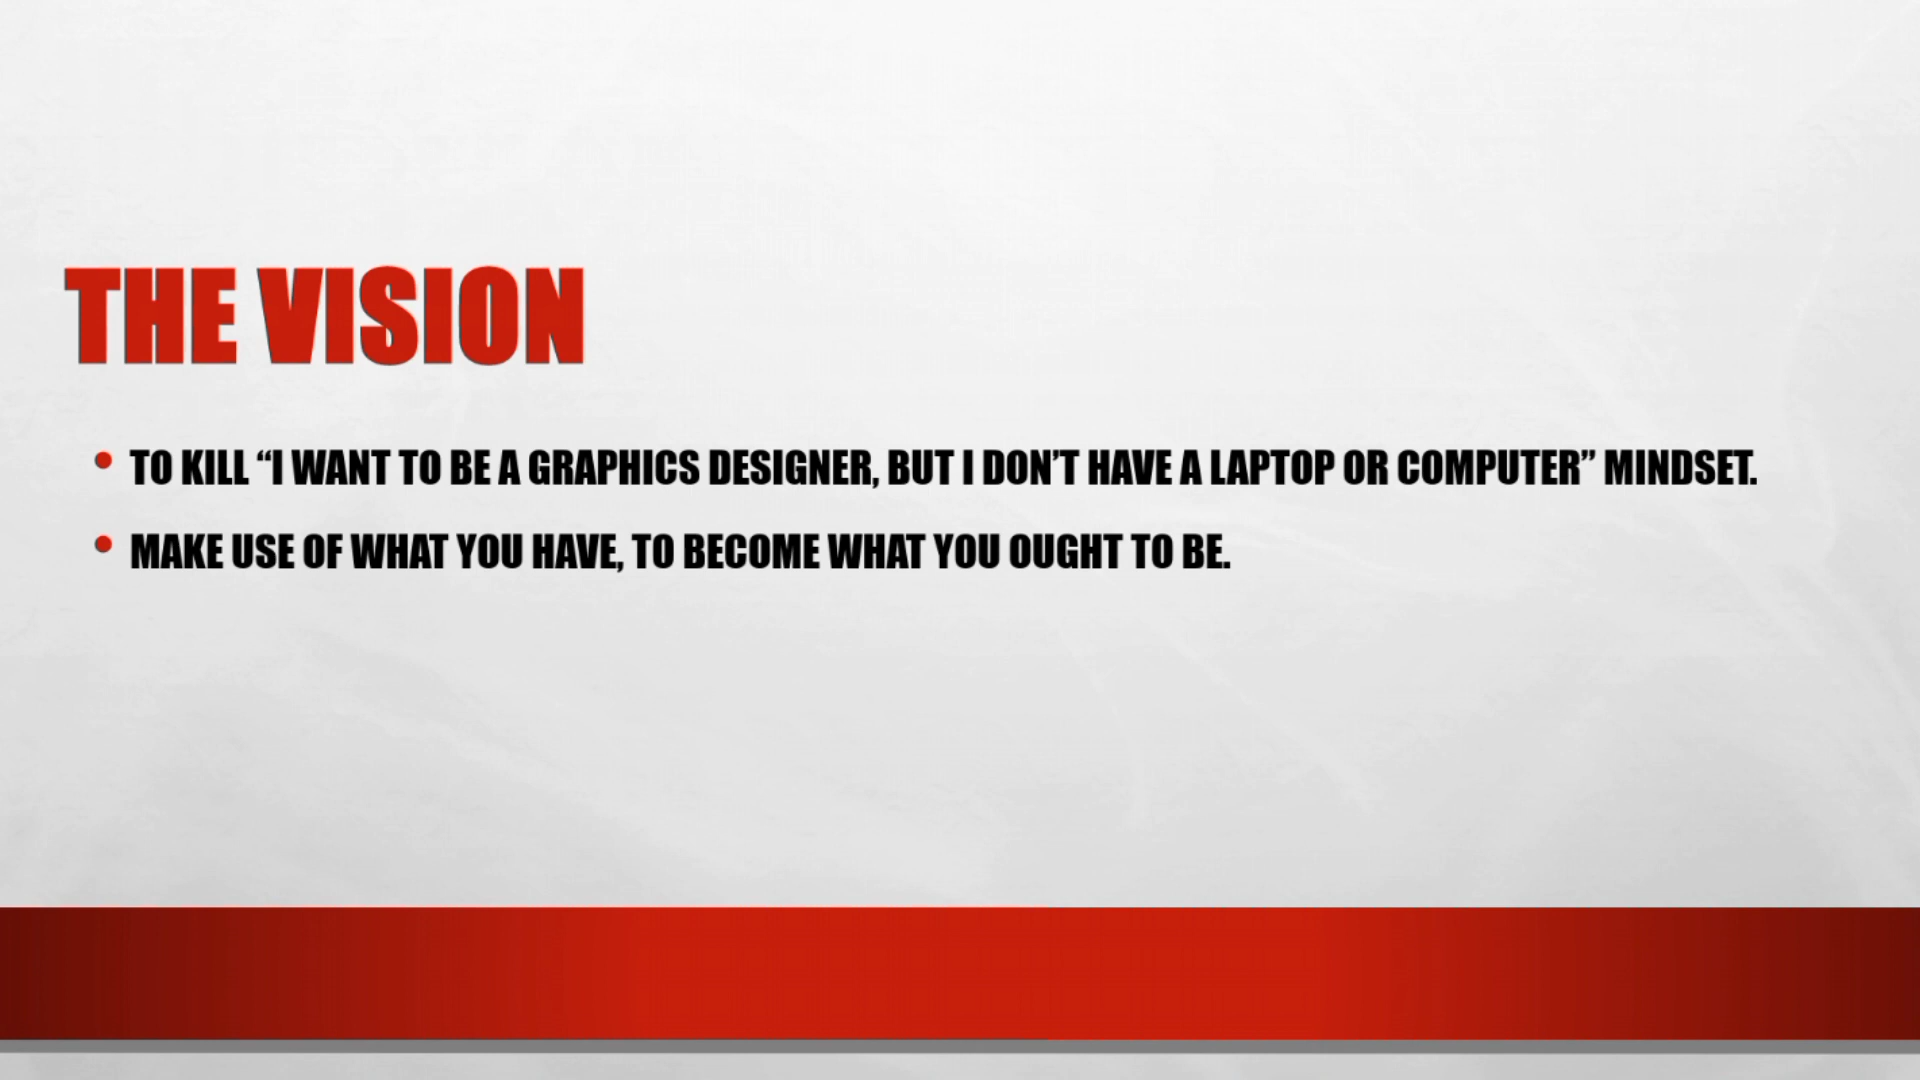 THE VISION
• TO KILL “I WANT TO BE A GRAPHICS DESIGNER, BUT I DON’T HAVE A LAPTOP OR COMPUTER” MINDSET.
• MAKE USE OF WHAT YOU HAVE, TO BECOME WHAT YOU OUGHT TO BE.